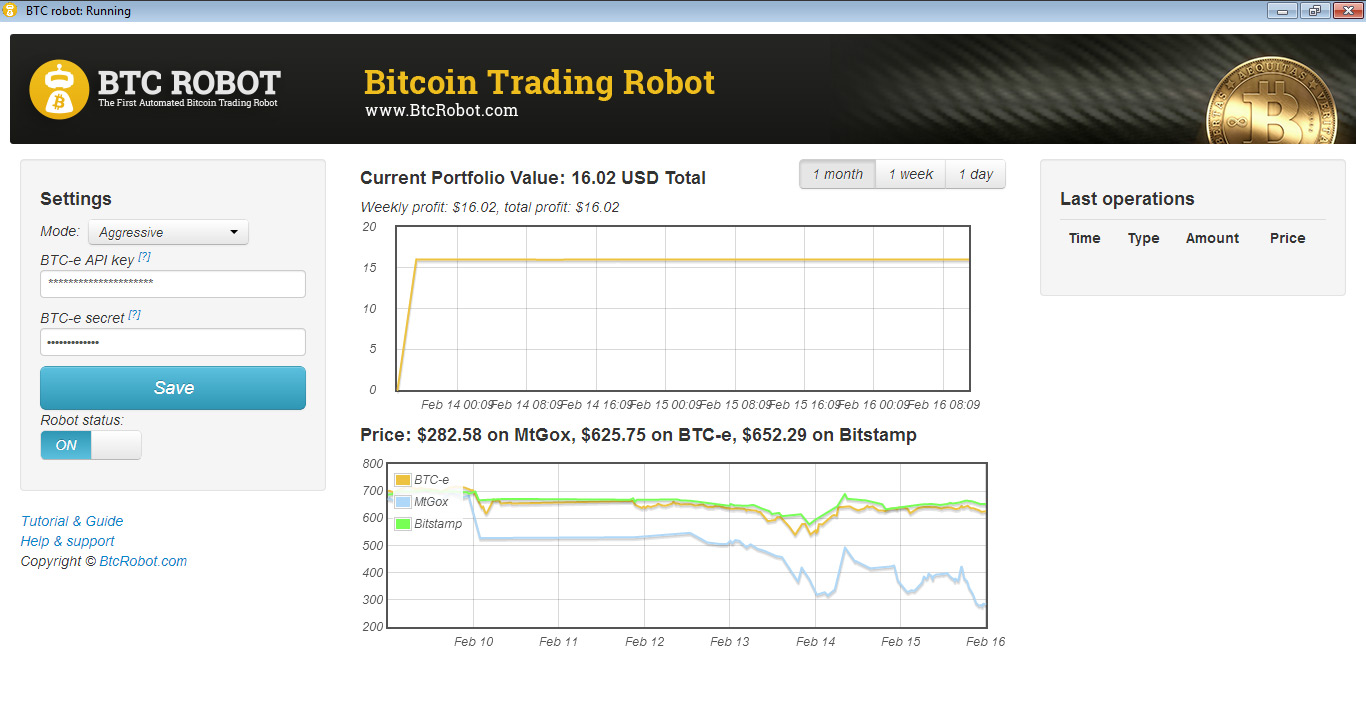 BTC robot: Running
BTC ROBOT
The First Automated Bitcoin Trading Robot
Bitcoin Trading Robot
www.BtcRobot.com
AEQUITAS VERITA
LIBERTAS
Settings
Mode: Aggressive
BTC-e API key [?]
*********************
BTC-e secret [?]
•••••••••••••
Save
Robot status:
ON
Tutorial & Guide
Help & support
Copyright © BtcRobot.com
Current Portfolio Value: 16.02 USD Total
1 month 1 week 1 day
Weekly profit: $16.02, total profit: $16.02
20
15
10
5
0
Feb 14 00:09 Feb 14 08:09 Feb 14 16:09 Feb 15 00:09 Feb 15 08:09 Feb 15 16:09 Feb 16 00:09 Feb 16 08:09
Price: $282.58 on MtGox, $625.75 on BTC-e, $652.29 on Bitstamp
800
700
600
500
400
300
200
BTC-e
MtGox
Bitstamp
Feb 10 Feb 11 Feb 12 Feb 13 Feb 14 Feb 15 Feb 16
Last operations
Time Type Amount Price